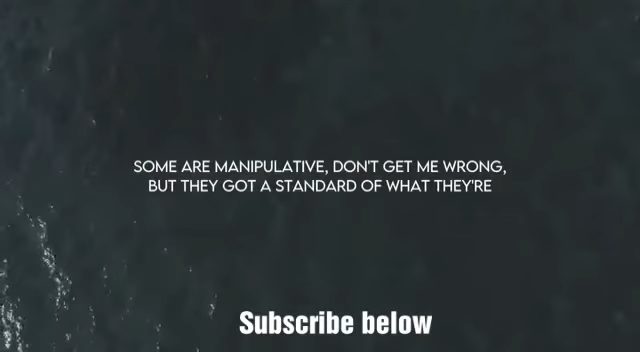 SOME ARE MANIPULATIVE, DON'T GET ME WRONG,
BUT THEY GOT A STANDARD OF WHAT THEY'RE
Subscribe below